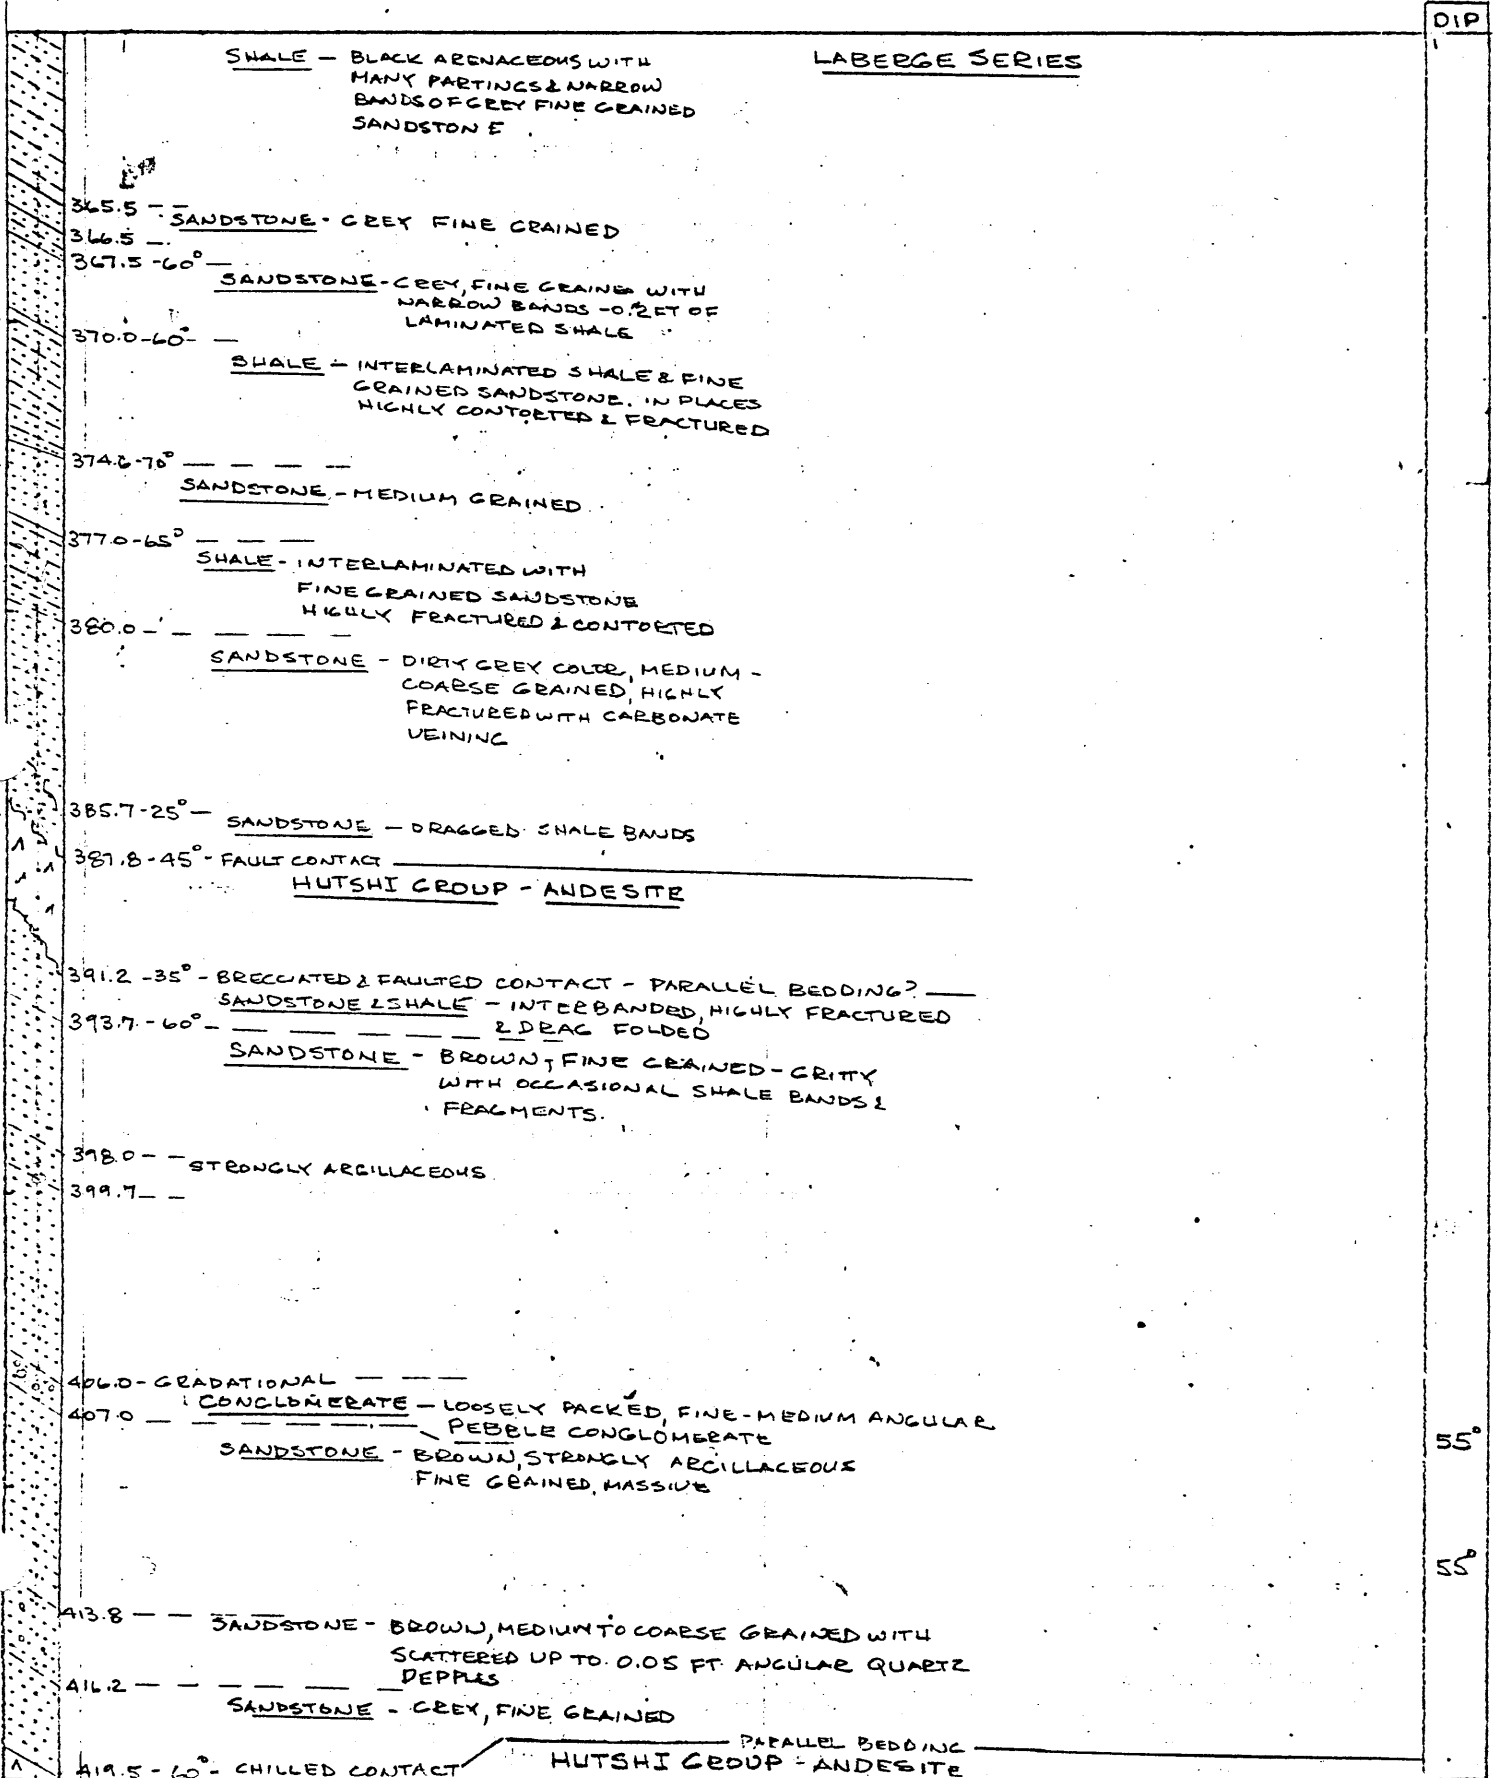 DIP
SHALE - BLACK ARENACEOUS WITH
LABERGE SERIES
MANY PARTINGS & NARROW
BANDS OF GREY FINE GRAINED
SANDSTONE
365.5 - SANDSTONE - GREY FINE GRAINED
366.5 -
367.5 - 60° -
SANDSTONE - GREY, FINE GRAINED WITH
NARROW BANDS - 0.2 FT OF
LAMINATED SHALE
370.0 - 60° -
SHALE - INTERLAMINATED SHALE & FINE
GRAINED SANDSTONE. IN PLACES
HIGHLY CONTORTED & FRACTURED
374.6 - 70°
SANDSTONE - MEDIUM GRAINED
377.0 - 65°
SHALE - INTERLAMINATED WITH
FINE GRAINED SANDSTONE
HIGHLY FRACTURED & CONTORTED
380.0 -
SANDSTONE - DIRTY GREY COLOR, MEDIUM -
COARSE GRAINED, HIGHLY
FRACTURED WITH CARBONATE
VEINING
385.7 - 25° - SANDSTONE - DRAGGED SHALE BANDS
387.8 - 45° - FAULT CONTACT
HUTSHI GROUP - ANDESITE
391.2 - 35° - BRECCIATED & FAULTED CONTACT - PARALLEL BEDDING?
SANDSTONE & SHALE - INTERBANDED, HIGHLY FRACTURED
393.7 - 60° - & DRAG FOLDED
SANDSTONE - BROWN, FINE GRAINED - GRITTY
WITH OCCASIONAL SHALE BANDS &
FRAGMENTS.
398.0 - - STRONGLY ARGILLACEOUS
399.7 - -
406.0 - GRADATIONAL
CONGLOMERATE - LOOSELY PACKED, FINE-MEDIUM ANGULAR
407.0 - PEBBLE CONGLOMERATE
SANDSTONE - BROWN, STRONGLY ARGILLACEOUS
55°
FINE GRAINED, MASSIVE
55°
413.8 - - SANDSTONE - BROWN, MEDIUM TO COARSE GRAINED WITH
SCATTERED UP TO 0.05 FT ANGULAR QUARTZ
416.2 -
SANDSTONE - GREY, FINE GRAINED
PARALLEL BEDDING
419.5 - 60° - CHILLED CONTACT HUTSHI GROUP - ANDESITE